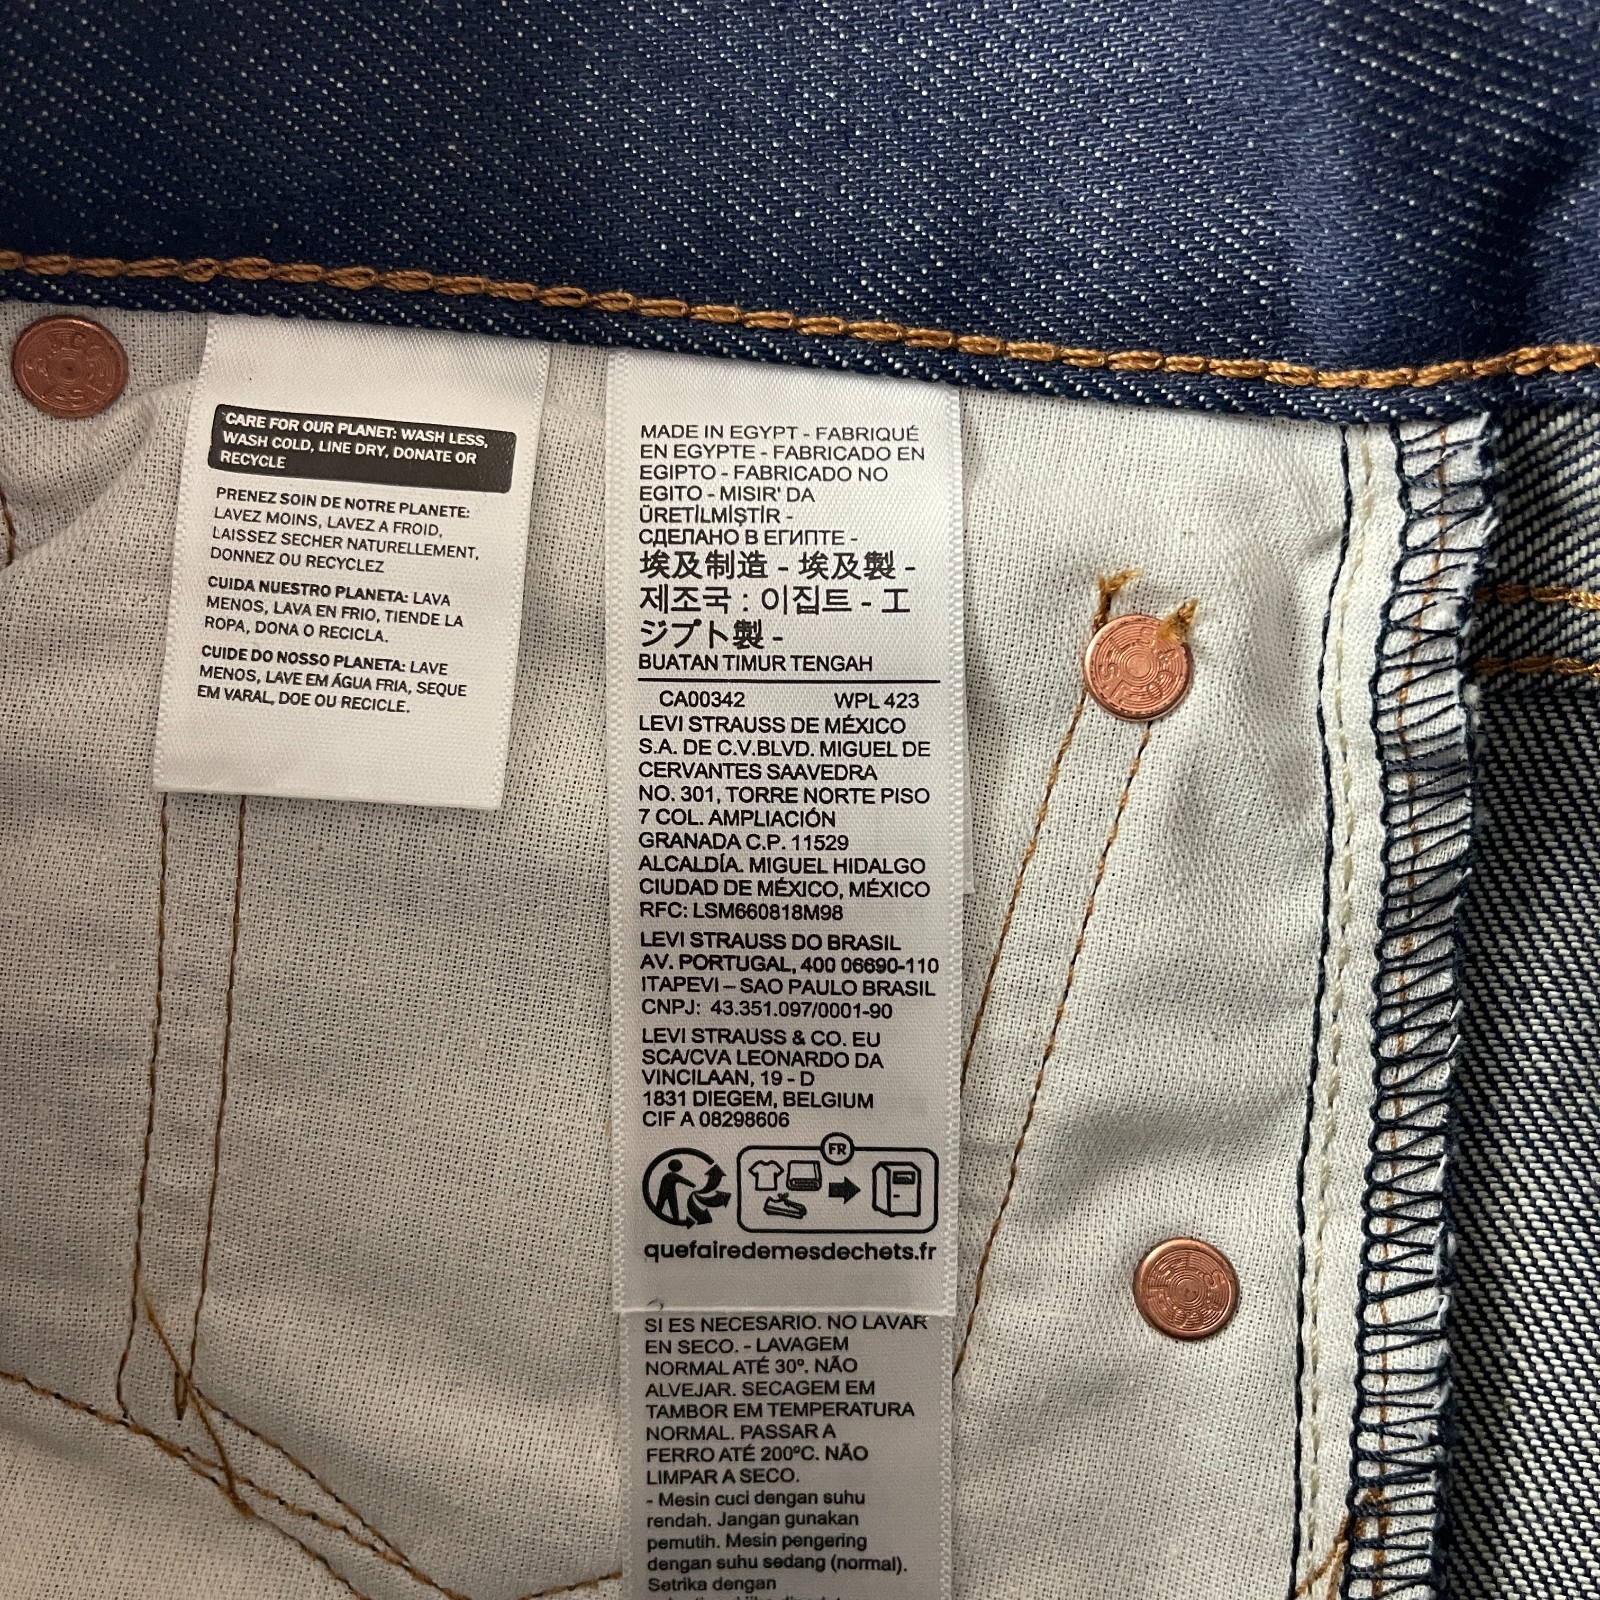 CARE FOR OUR PLANET: WASH LESS,
WASH COLD, LINE DRY, DONATE OR
RECYCLE
PRENEZ SOIN DE NOTRE PLANETE:
LAVEZ MOINS, LAVEZ A FROID,
LAISSEZ SECHER NATURELLEMENT,
DONNEZ OU RECYCLEZ
CUIDA NUESTRO PLANETA: LAVA
MENOS, LAVA EN FRIO, TIENDE LA
ROPA, DONA O RECICLA.
CUIDE DO NOSSO PLANETA: LAVE
MENOS, LAVE EM ÁGUA FRIA, SEQUE
EM VARAL, DOE OU RECICLE.
MADE IN EGYPT - FABRIQUÉ
EN EGYPTE - FABRICADO EN
EGIPTO - FABRICADO NO
EGITO - MISIR' DA
ÜRETİLMİŞTİR -
СДЕЛАНО В ЕГИПТЕ -
埃及制造 - 埃及製 -
제조국 : 이집트 - エ
ジプト製 -
BUATAN TIMUR TENGAH
CA00342 WPL 423
LEVI STRAUSS DE MÉXICO
S.A. DE C.V.BLVD. MIGUEL DE
CERVANTES SAAVEDRA
NO. 301, TORRE NORTE PISO
7 COL. AMPLIACIÓN
GRANADA C.P. 11529
ALCALDÍA. MIGUEL HIDALGO
CIUDAD DE MÉXICO, MÉXICO
RFC: LSM660818M98
LEVI STRAUSS DO BRASIL
AV. PORTUGAL, 400 06690-110
ITAPEVI – SAO PAULO BRASIL
CNPJ: 43.351.097/0001-90
LEVI STRAUSS & CO. EU
SCA/CVA LEONARDO DA
VINCILAAN, 19 - D
1831 DIEGEM, BELGIUM
CIF A 08298606
FR
quefairedemesdechets.fr
SI ES NECESARIO. NO LAVAR
EN SECO. - LAVAGEM
NORMAL ATÉ 30º. NÃO
ALVEJAR. SECAGEM EM
TAMBOR EM TEMPERATURA
NORMAL. PASSAR A
FERRO ATÉ 200ºC. NÃO
LIMPAR A SECO.
- Mesin cuci dengan suhu
rendah. Jangan gunakan
pemutih. Mesin pengering
dengan suhu sedang (normal).
Setrika dengan